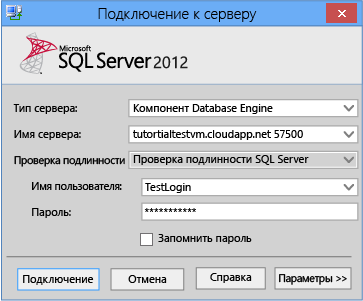 Подключение к серверу
Microsoft
SQL Server 2012
Тип сервера: Компонент Database Engine
Имя сервера: tutortialtestvm.cloudapp.net 57500
Проверка подлинности Проверка подлинности SQL Server
Имя пользователя: TestLogin
Пароль: ***********
Запомнить пароль
Подключение Отмена Справка Параметры >>